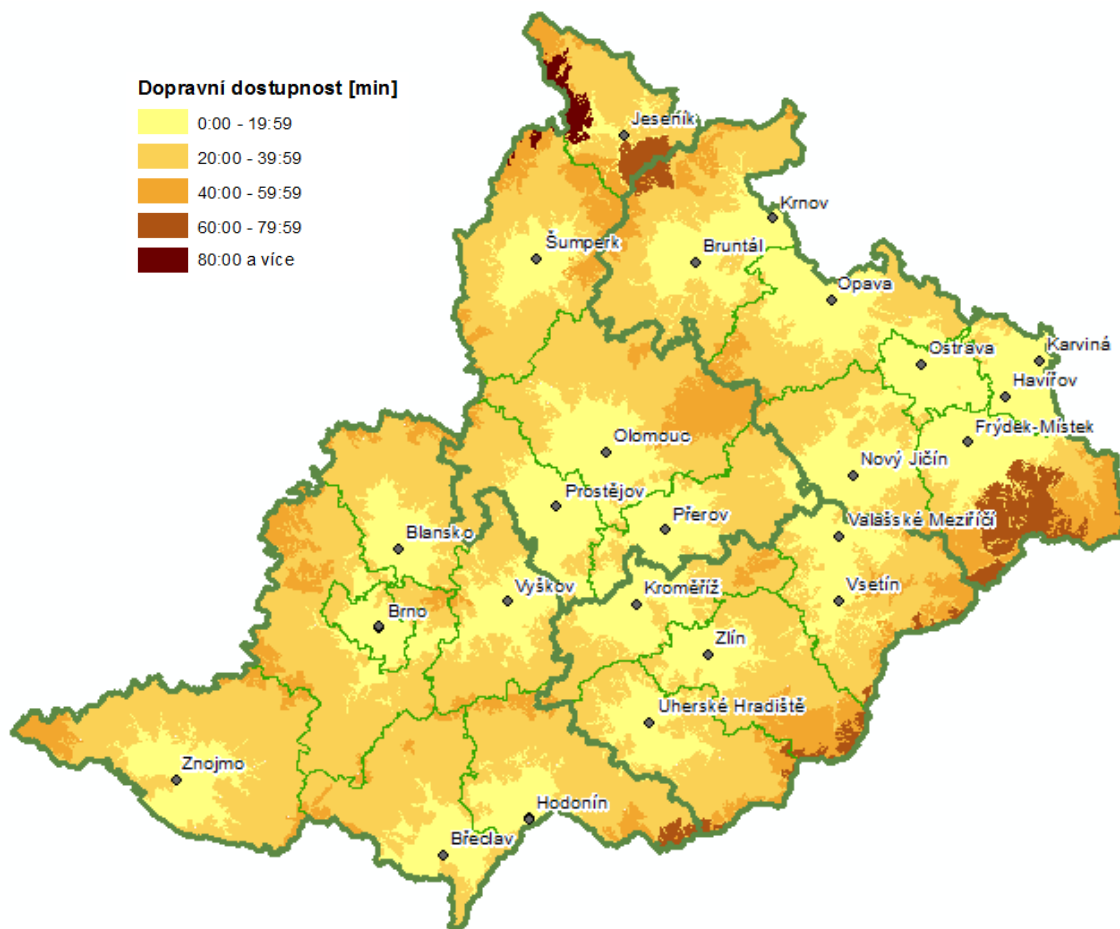 Dopravní dostupnost [min]
0:00 - 19:59
20:00 - 39:59
40:00 - 59:59
60:00 - 79:59
80:00 a více
Jeseník
Krnov
Šumperk
Bruntál
Opava
Ostrava
Karviná
Havířov
Frýdek-Místek
Olomouc
Nový Jičín
Prostějov
Přerov
Valašské Meziříčí
Blansko
Vyškov
Kroměříž
Vsetín
Brno
Zlín
Uherské Hradiště
Znojmo
Hodonín
Břeclav